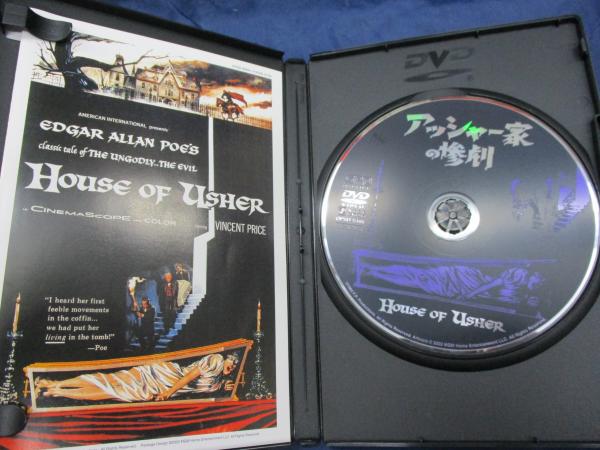 AMERICAN INTERNATIONAL presents
EDGAR ALLAN POE'S
classic tale of THE UNGODLY..THE EVIL
HOUSE OF USHER
IN CINEMASCOPE AND COLOR
starring VINCENT PRICE
"I heard her first
feeble movements
in the coffin...
we had put her
living in the tomb!"
—Poe
DVD
アッシャー家
の惨劇
DVD
HOUSE OF USHER